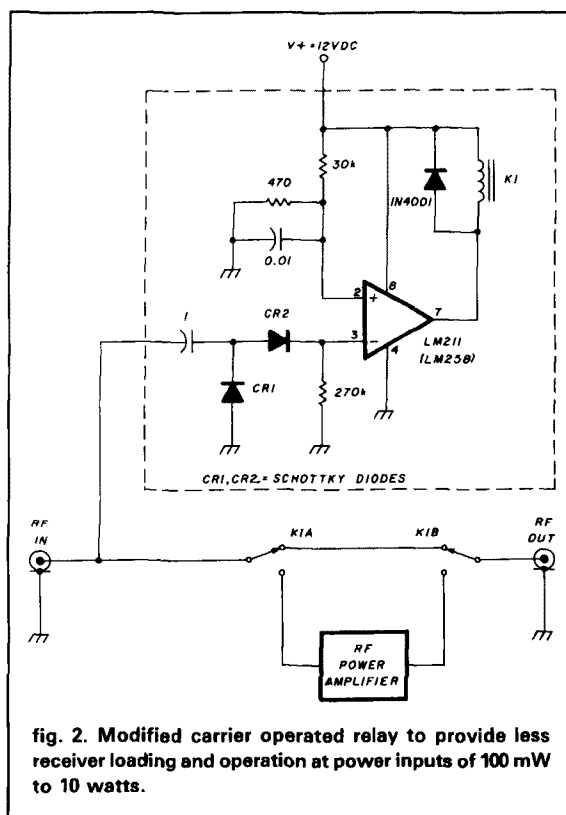 V+ = 12VDC
30k
470
1N4001
K1
0.01
2
+
8
7
1
CR2
3
−
4
LM211
(LM258)
CR1
270k
CR1, CR2 = SCHOTTKY DIODES
RF
IN
K1A
K1B
RF
OUT
RF
POWER
AMPLIFIER
fig. 2. Modified carrier operated relay to provide less
receiver loading and operation at power inputs of 100 mW
to 10 watts.